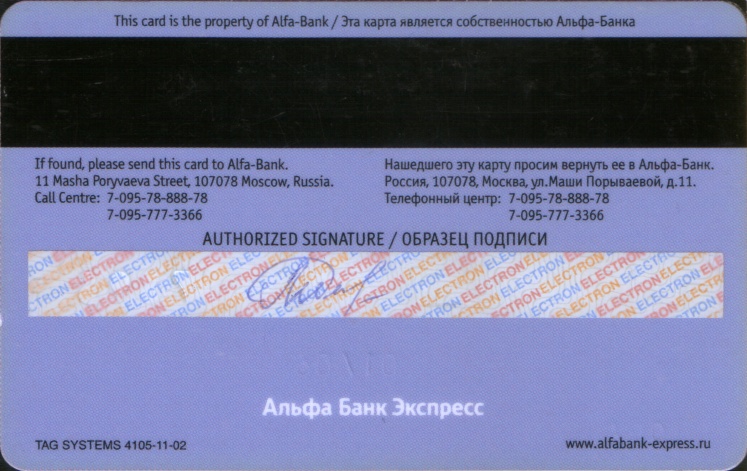 This card is the property of Alfa-Bank / Эта карта является собственностью Альфа-Банка
If found, please send this card to Alfa-Bank.
11 Masha Poryvaeva Street, 107078 Moscow, Russia.
Call Centre: 7-095-78-888-78
7-095-777-3366
Нашедшего эту карту просим вернуть ее в Альфа-Банк.
Россия, 107078, Москва, ул.Маши Порываевой, д.11.
Телефонный центр: 7-095-78-888-78
7-095-777-3366
AUTHORIZED SIGNATURE / ОБРАЗЕЦ ПОДПИСИ
ELECTRON ELECTRON ELECTRON ELECTRON ELECTRON ELECTRON
Альфа Банк Экспресс
TAG SYSTEMS 4105-11-02
www.alfabank-express.ru